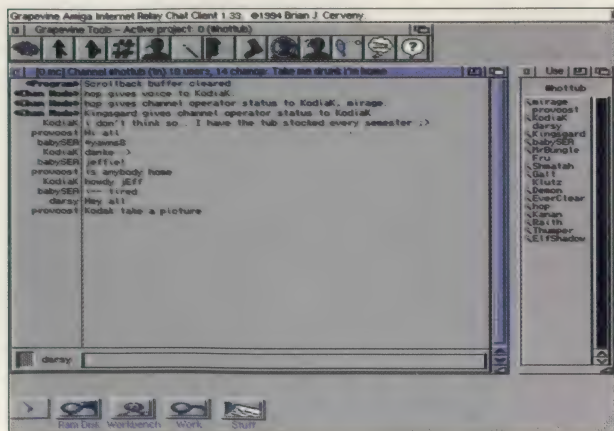 Grapevine Amiga Internet Relay Chat Client 1.33 ©1994 Brian J. Cerveny
Grapevine Tools - Active project: 0 (#hottub)
[0 mc] Channel #hottub (tn) 18 users, 14 chanop: Take me drunk i'm home
Use
#hottub
<Program> Scrollback buffer cleared
<Chan Mode> hop gives voice to KodiaK.
<Chan Mode> hop gives channel operator status to KodiaK, mirage.
<Chan Mode> Kingsgard gives channel operator status to KodiaK
KodiaK i don't think so... I have the tub stocked every semester ;>
provoost Hi all
babySER *yawns8
KodiaK danke :>
babySER jeffie!
provoost is anybody home
KodiaK howdy jEff
babySER <-- tired
darsy Hey all
provoost Kodak take a picture
mirage
provoost
KodiaK
darsy
Kingsgard
babySER
MrBungle
Fru
Shmatah
Galt
Klutz
Demon
EverClear
hop
Kanan
Raith
Thumper
ElfShadow
darsy
Ram Disk
Workbench
Work
Stuff